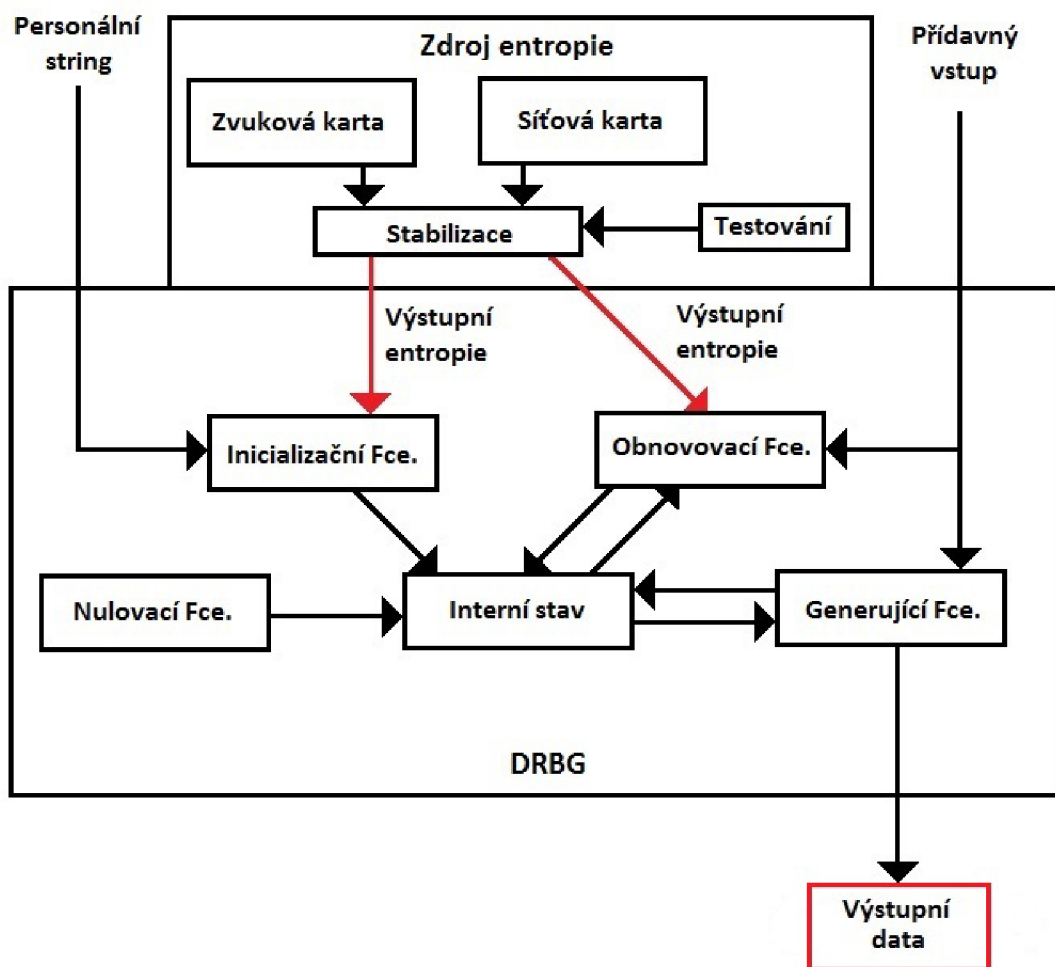 Personální
string
Zdroj entropie
Přídavný
vstup
Zvuková karta
Síťová karta
Stabilizace
Testování
Výstupní
entropie
Výstupní
entropie
Inicializační Fce.
Obnovovací Fce.
Nulovací Fce.
Interní stav
Generující Fce.
DRBG
Výstupní
data